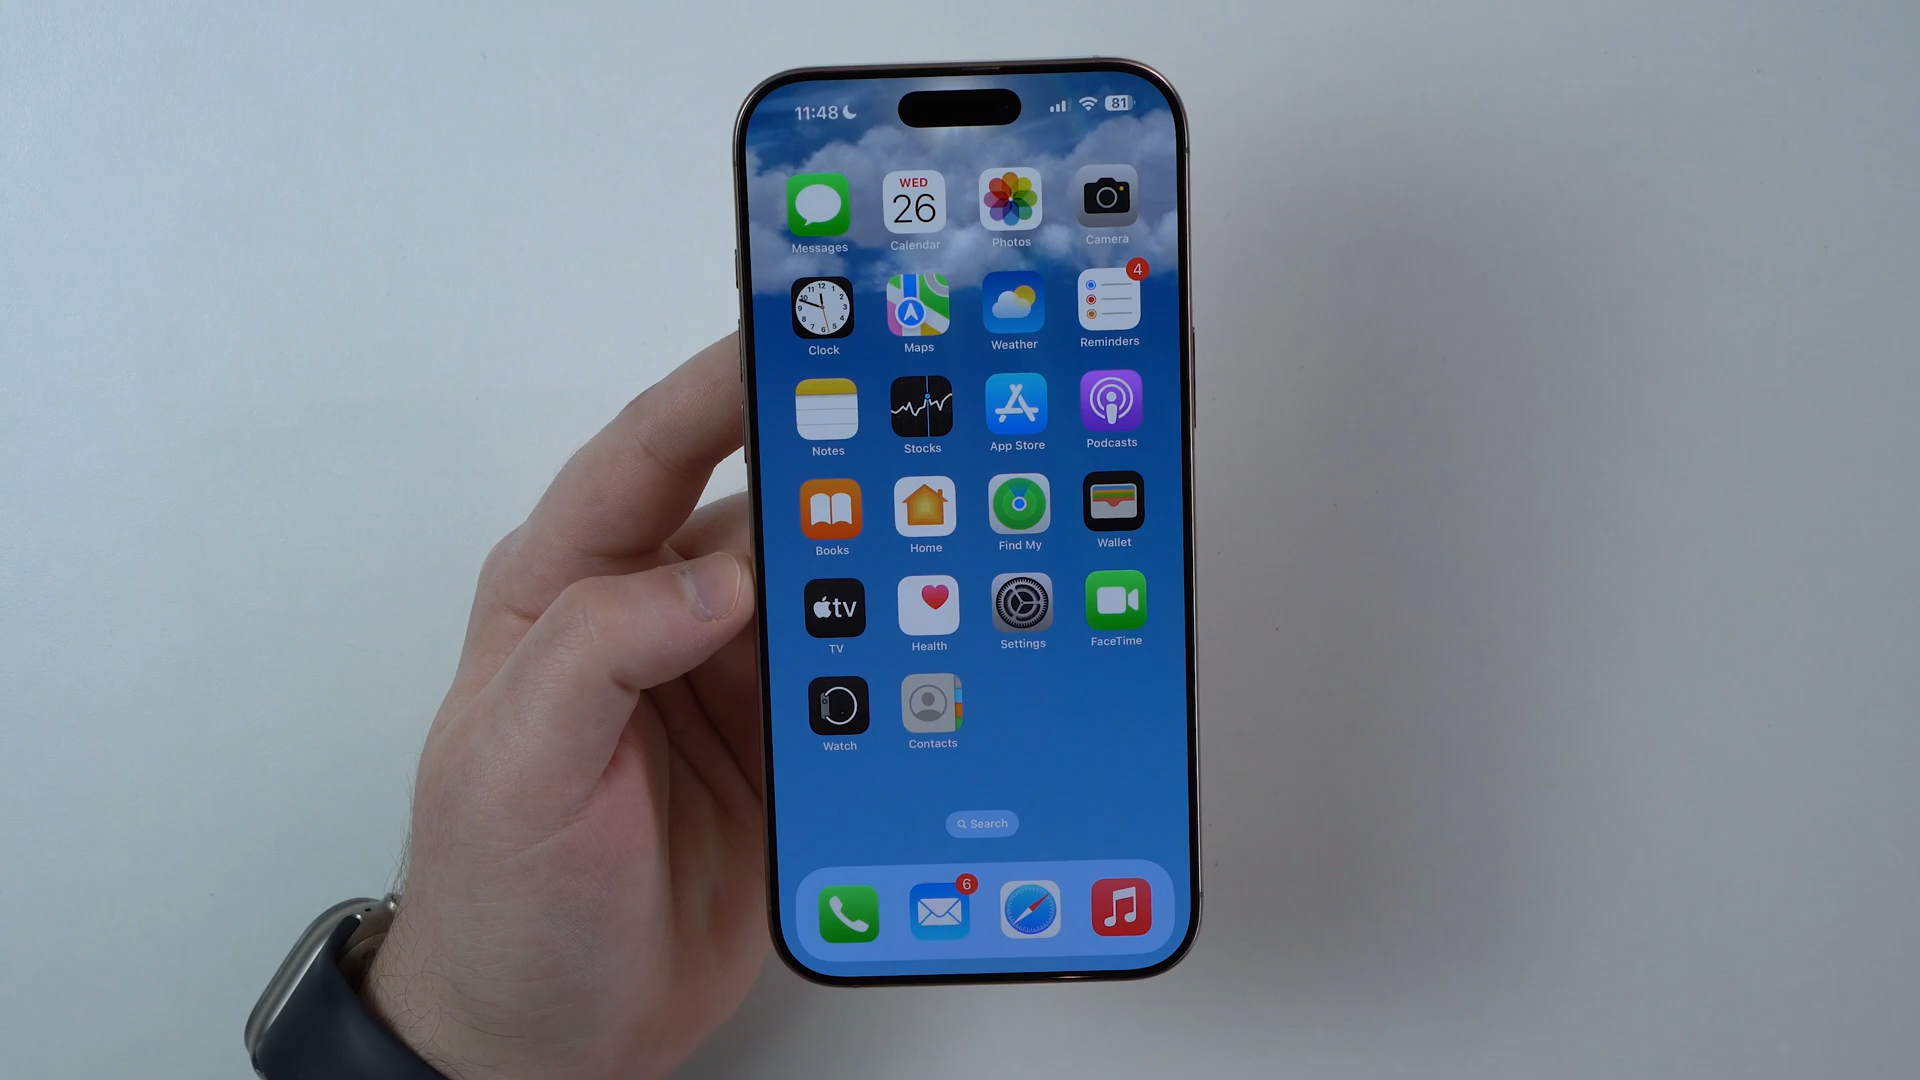 11:48
81
WED
26
Messages
Calendar
Photos
Camera
4
Clock
Maps
Weather
Reminders
Notes
Stocks
App Store
Podcasts
Books
Home
Find My
Wallet
tv
TV
Health
Settings
FaceTime
Watch
Contacts
Search
6